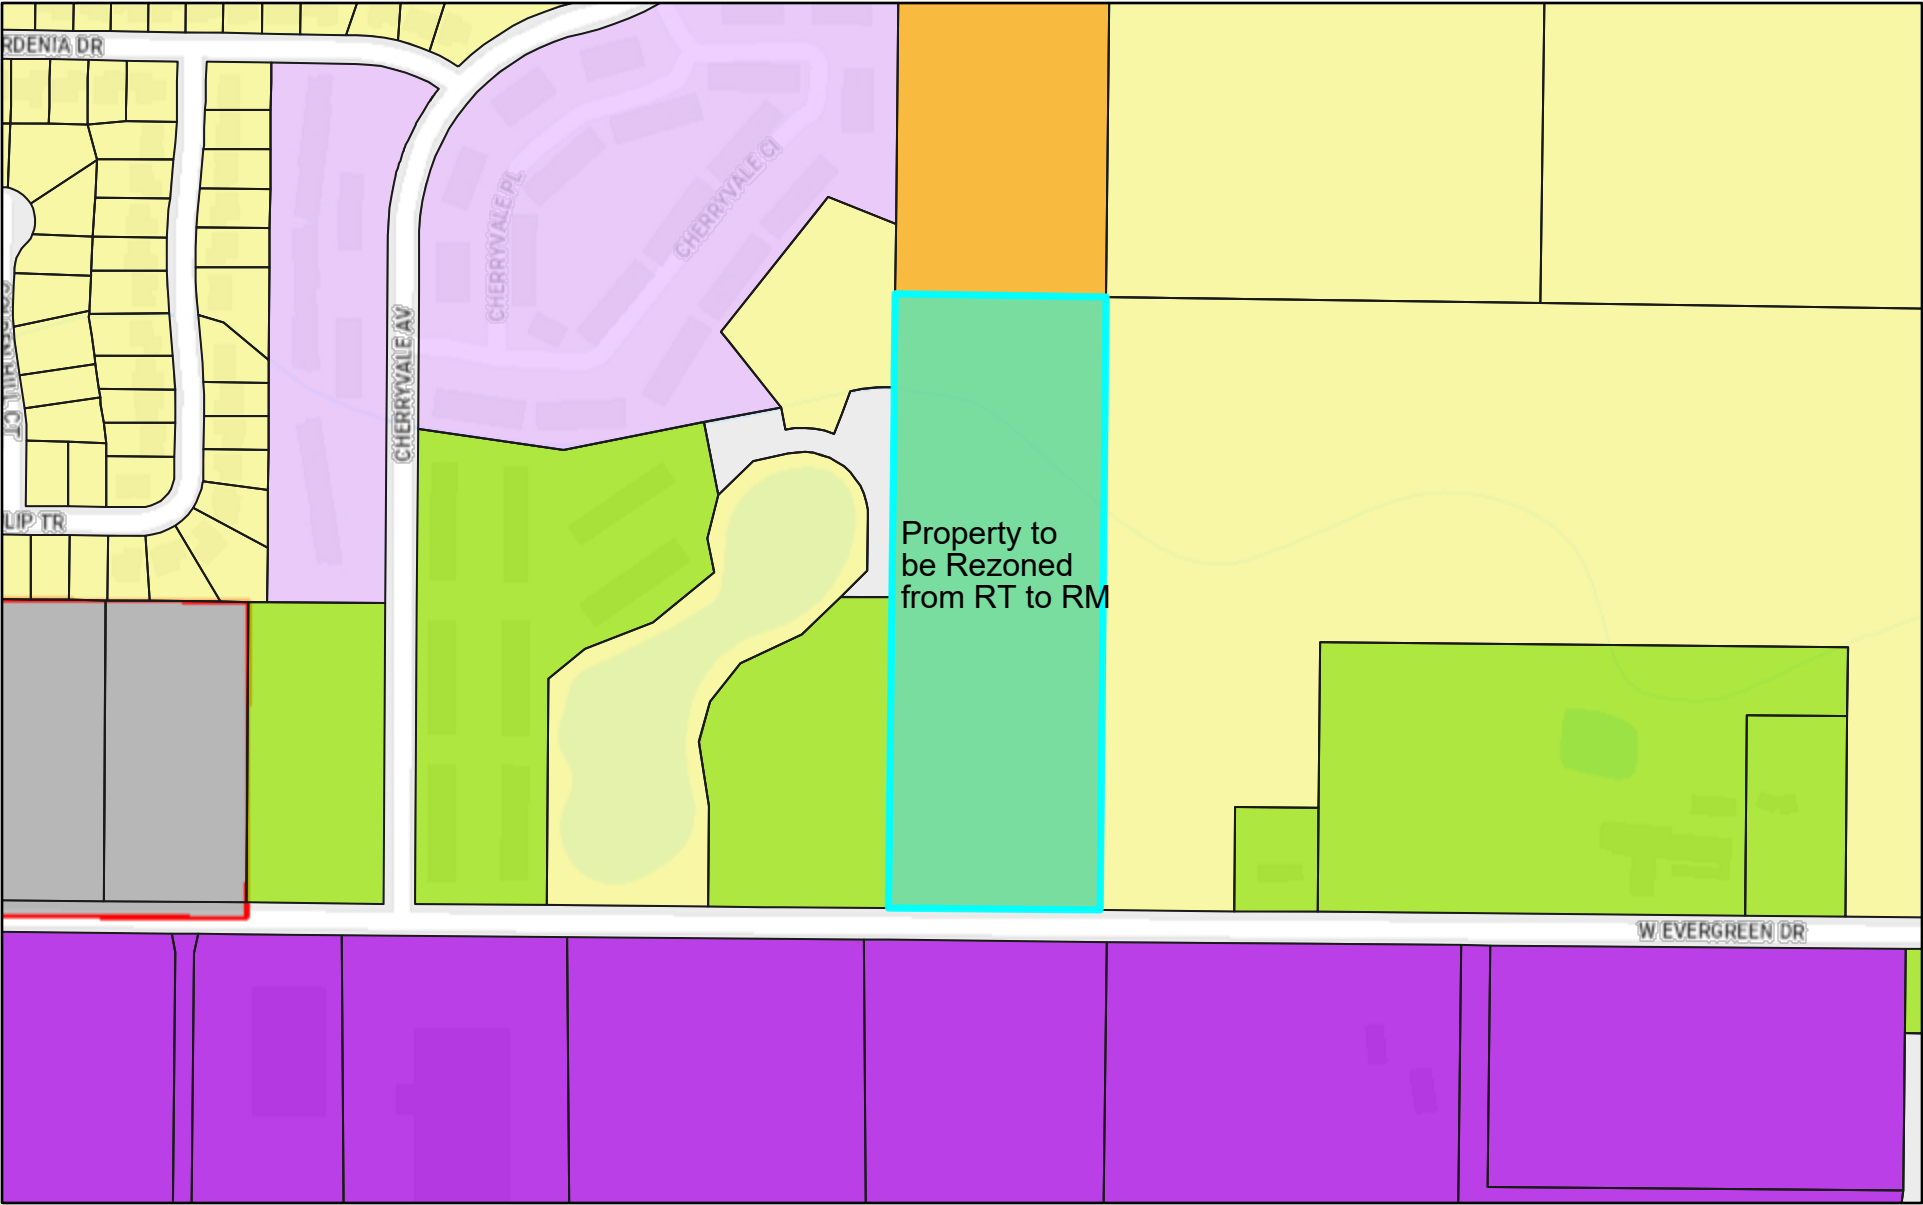 RDENIA DR
CHERRYVALE PL
CHERRYVALE CI
CHERRYVALE AV
LIP TR
Property to
be Rezoned
from RT to RM
W EVERGREEN DR